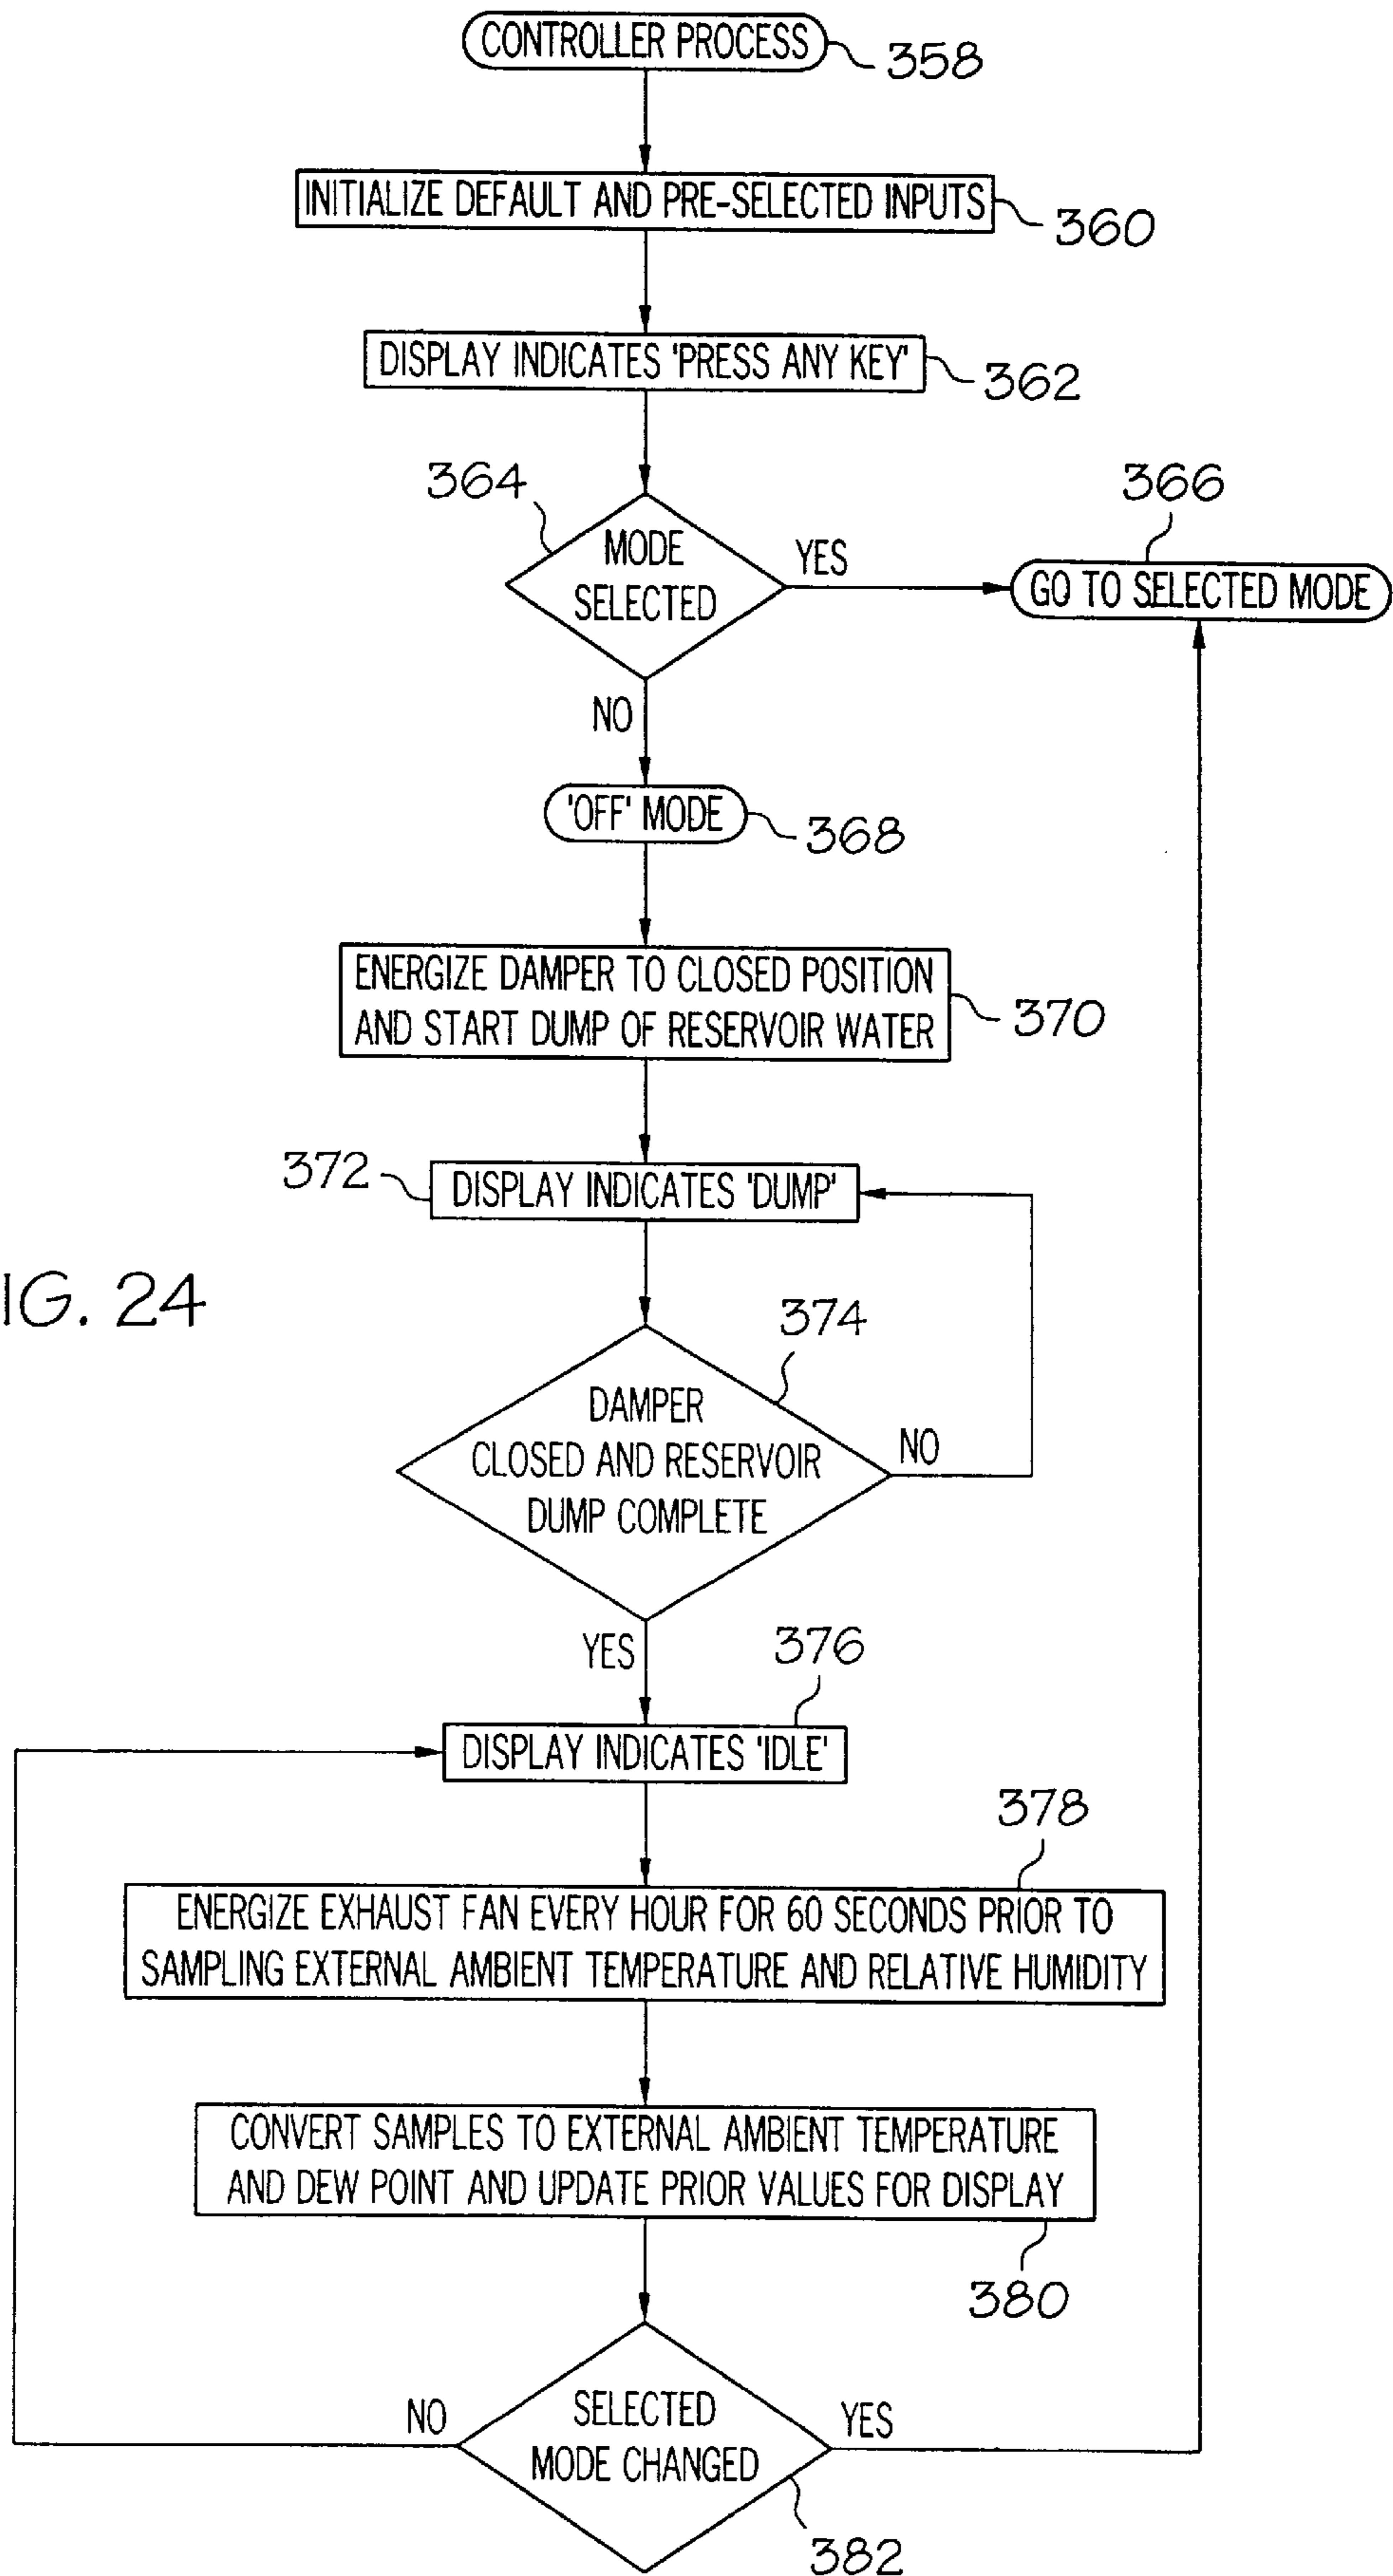 CONTROLLER PROCESS
358
INITIALIZE DEFAULT AND PRE-SELECTED INPUTS
360
DISPLAY INDICATES 'PRESS ANY KEY'
362
364
MODE
SELECTED
YES
366
GO TO SELECTED MODE
NO
'OFF' MODE
368
ENERGIZE DAMPER TO CLOSED POSITION
AND START DUMP OF RESERVOIR WATER
370
372
DISPLAY INDICATES 'DUMP'
IG. 24
374
DAMPER
CLOSED AND RESERVOIR
DUMP COMPLETE
NO
YES
376
DISPLAY INDICATES 'IDLE'
378
ENERGIZE EXHAUST FAN EVERY HOUR FOR 60 SECONDS PRIOR TO
SAMPLING EXTERNAL AMBIENT TEMPERATURE AND RELATIVE HUMIDITY
CONVERT SAMPLES TO EXTERNAL AMBIENT TEMPERATURE
AND DEW POINT AND UPDATE PRIOR VALUES FOR DISPLAY
380
NO
SELECTED
MODE CHANGED
YES
382